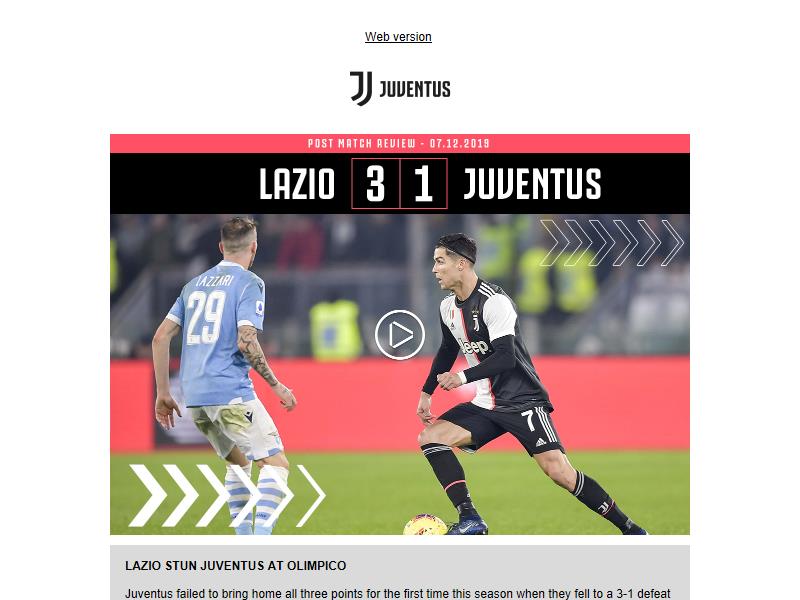 Web version
JUVENTUS
POST MATCH REVIEW - 07.12.2019
LAZIO 3 1 JUVENTUS
LAZZARI
29
Jeep
7
adidas
LAZIO STUN JUVENTUS AT OLIMPICO
Juventus failed to bring home all three points for the first time this season when they fell to a 3-1 defeat